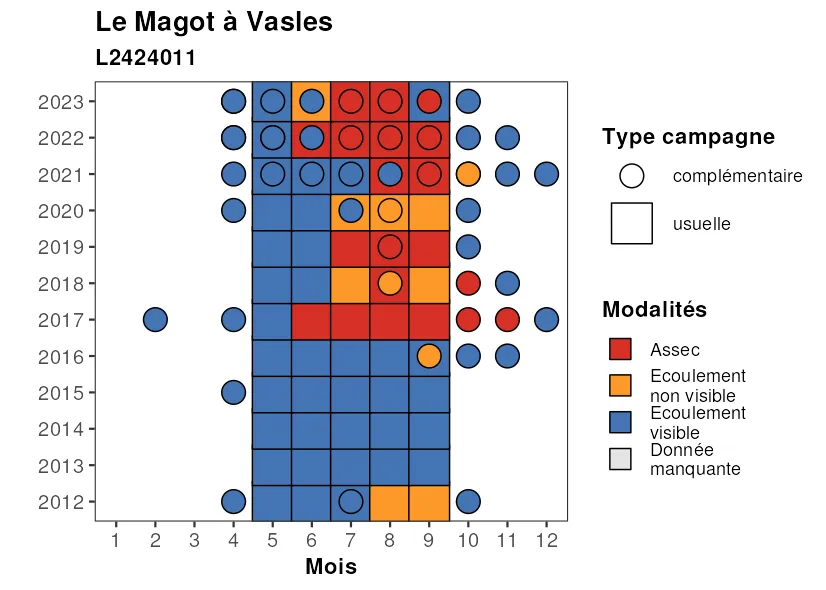 Le Magot à Vasles
L2424011
2023
2022
2021
2020
2019
2018
2017
2016
2015
2014
2013
2012
1 2 3 4 5 6 7 8 9 10 11 12
Mois
Type campagne
complémentaire
usuelle
Modalités
Assec
Ecoulement
non visible
Ecoulement
visible
Donnée
manquante